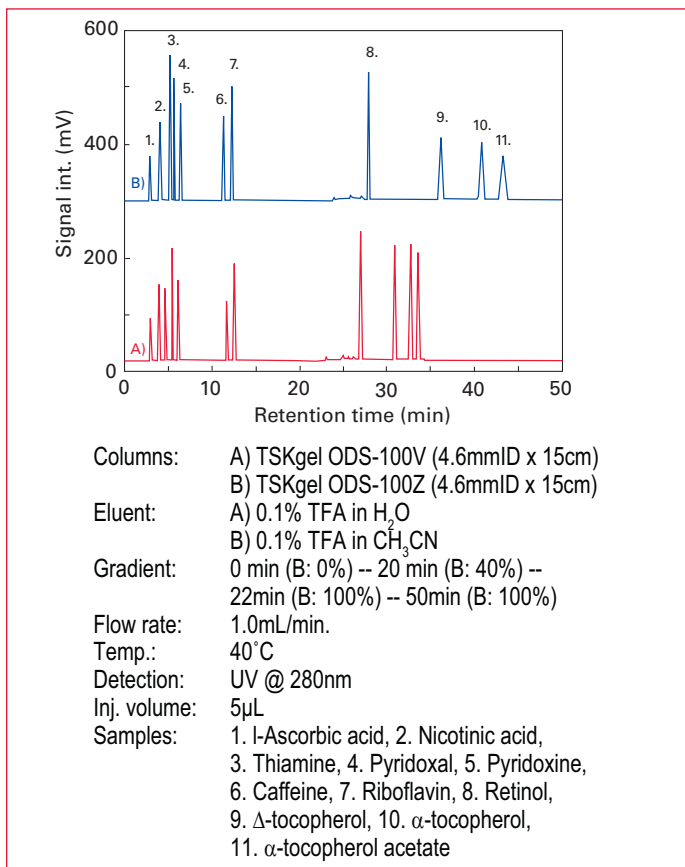 600
400
200
0
Signal int. (mV)
3.
4.
5.
2.
1.
7.
6.
8.
9.
10.
11.
B)
A)
0 10 20 30 40 50
Retention time (min)
Columns: A) TSKgel ODS-100V (4.6mmID x 15cm)
B) TSKgel ODS-100Z (4.6mmID x 15cm)
Eluent: A) 0.1% TFA in H₂O
B) 0.1% TFA in CH₃CN
Gradient: 0 min (B: 0%) -- 20 min (B: 40%) --
22min (B: 100%) -- 50min (B: 100%)
Flow rate: 1.0mL/min.
Temp.: 40˚C
Detection: UV @ 280nm
Inj. volume: 5µL
Samples: 1. l-Ascorbic acid, 2. Nicotinic acid,
3. Thiamine, 4. Pyridoxal, 5. Pyridoxine,
6. Caffeine, 7. Riboflavin, 8. Retinol,
9. Δ-tocopherol, 10. α-tocopherol,
11. α-tocopherol acetate